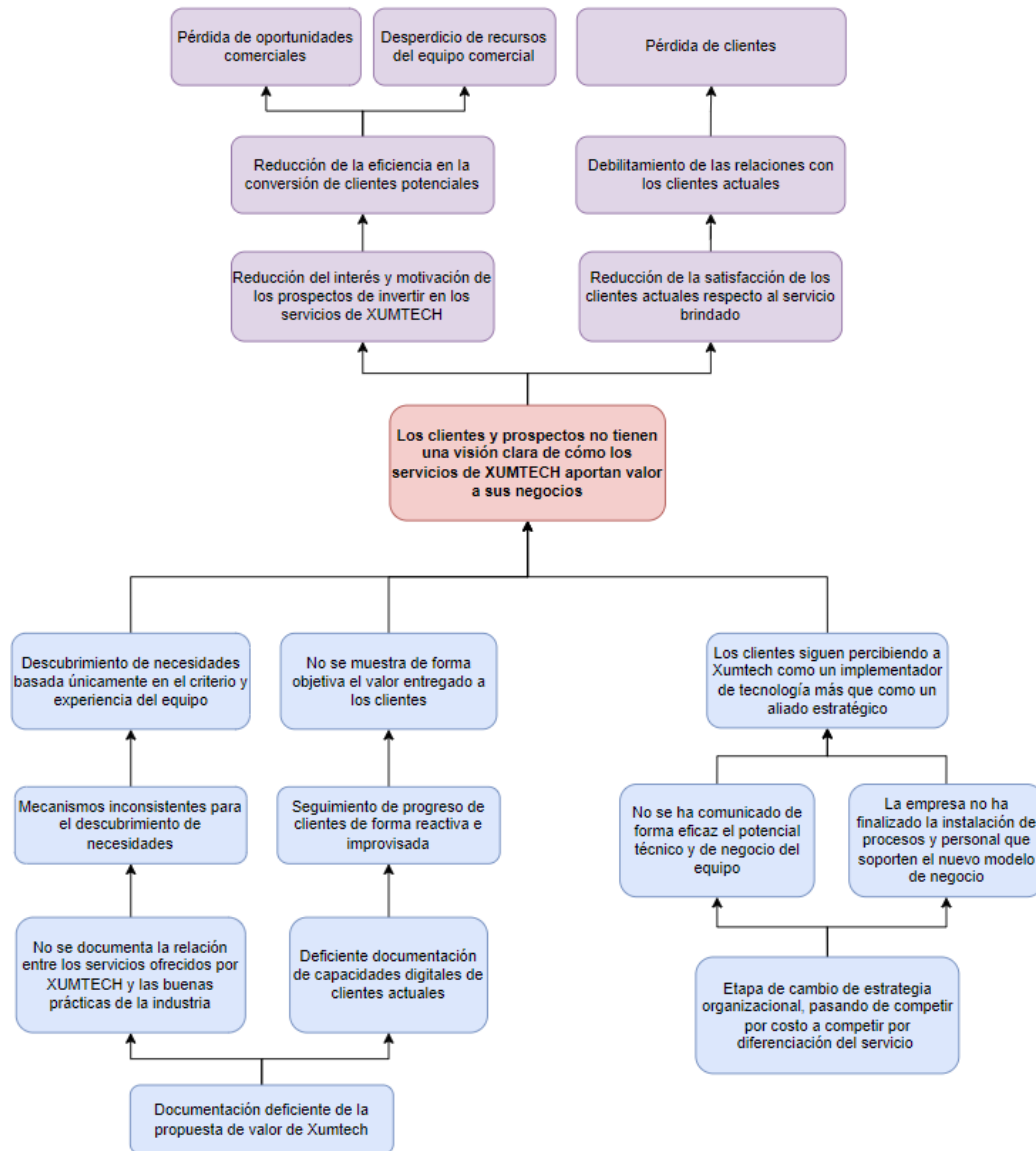 Pérdida de oportunidades
comerciales
Desperdicio de recursos
del equipo comercial
Pérdida de clientes
Reducción de la eficiencia en la
conversión de clientes potenciales
Debilitamiento de las relaciones con
los clientes actuales
Reducción del interés y motivación de
los prospectos de invertir en los
servicios de XUMTECH
Reducción de la satisfacción de los
clientes actuales respecto al servicio
brindado
Los clientes y prospectos no tienen
una visión clara de cómo los
servicios de XUMTECH aportan valor
a sus negocios
Descubrimiento de necesidades
basada únicamente en el criterio y
experiencia del equipo
No se muestra de forma
objetiva el valor entregado a
los clientes
Los clientes siguen percibiendo a
Xumtech como un implementador
de tecnología más que como un
aliado estratégico
Mecanismos inconsistentes para
el descubrimiento de
necesidades
Seguimiento de progreso de
clientes de forma reactiva e
improvisada
No se ha comunicado de
forma eficaz el potencial
técnico y de negocio del
equipo
La empresa no ha
finalizado la instalación de
procesos y personal que
soporten el nuevo modelo
de negocio
No se documenta la relación
entre los servicios ofrecidos por
XUMTECH y las buenas
prácticas de la industria
Deficiente documentación
de capacidades digitales de
clientes actuales
Etapa de cambio de estrategia
organizacional, pasando de competir
por costo a competir por
diferenciación del servicio
Documentación deficiente de la
propuesta de valor de Xumtech